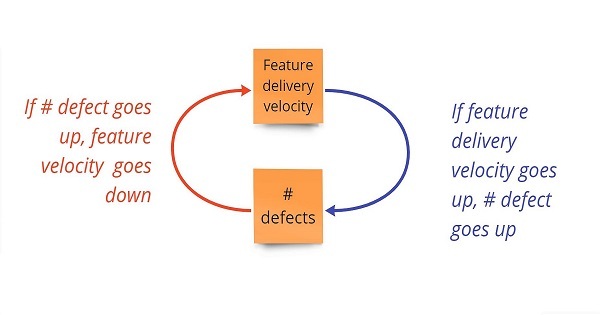 Feature
delivery
velocity
If # defect goes
up, feature
velocity goes
down
If feature
delivery
velocity goes
up, # defect
goes up
#
defects